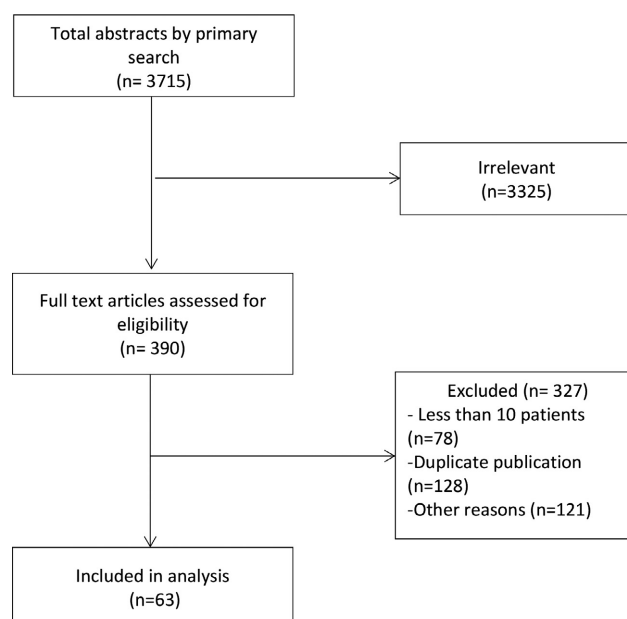 Total abstracts by primary
search
(n= 3715)
Irrelevant
(n=3325)
Full text articles assessed for
eligibility
(n= 390)
Excluded (n= 327)
- Less than 10 patients
(n=78)
-Duplicate publication
(n=128)
-Other reasons (n=121)
Included in analysis
(n=63)